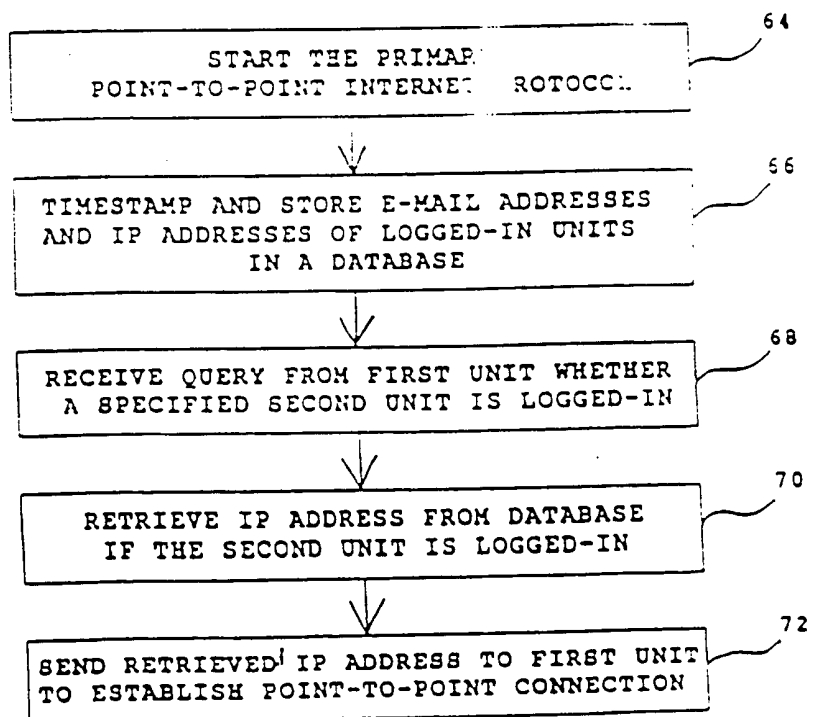 64
START THE PRIMAR
POINT-TO-POINT INTERNET ROTOCOL
66
TIMESTAMP AND STORE E-MAIL ADDRESSES
AND IP ADDRESSES OF LOGGED-IN UNITS
IN A DATABASE
68
RECEIVE QUERY FROM FIRST UNIT WHETHER
A SPECIFIED SECOND UNIT IS LOGGED-IN
70
RETRIEVE IP ADDRESS FROM DATABASE
IF THE SECOND UNIT IS LOGGED-IN
72
SEND RETRIEVED IP ADDRESS TO FIRST UNIT
TO ESTABLISH POINT-TO-POINT CONNECTION